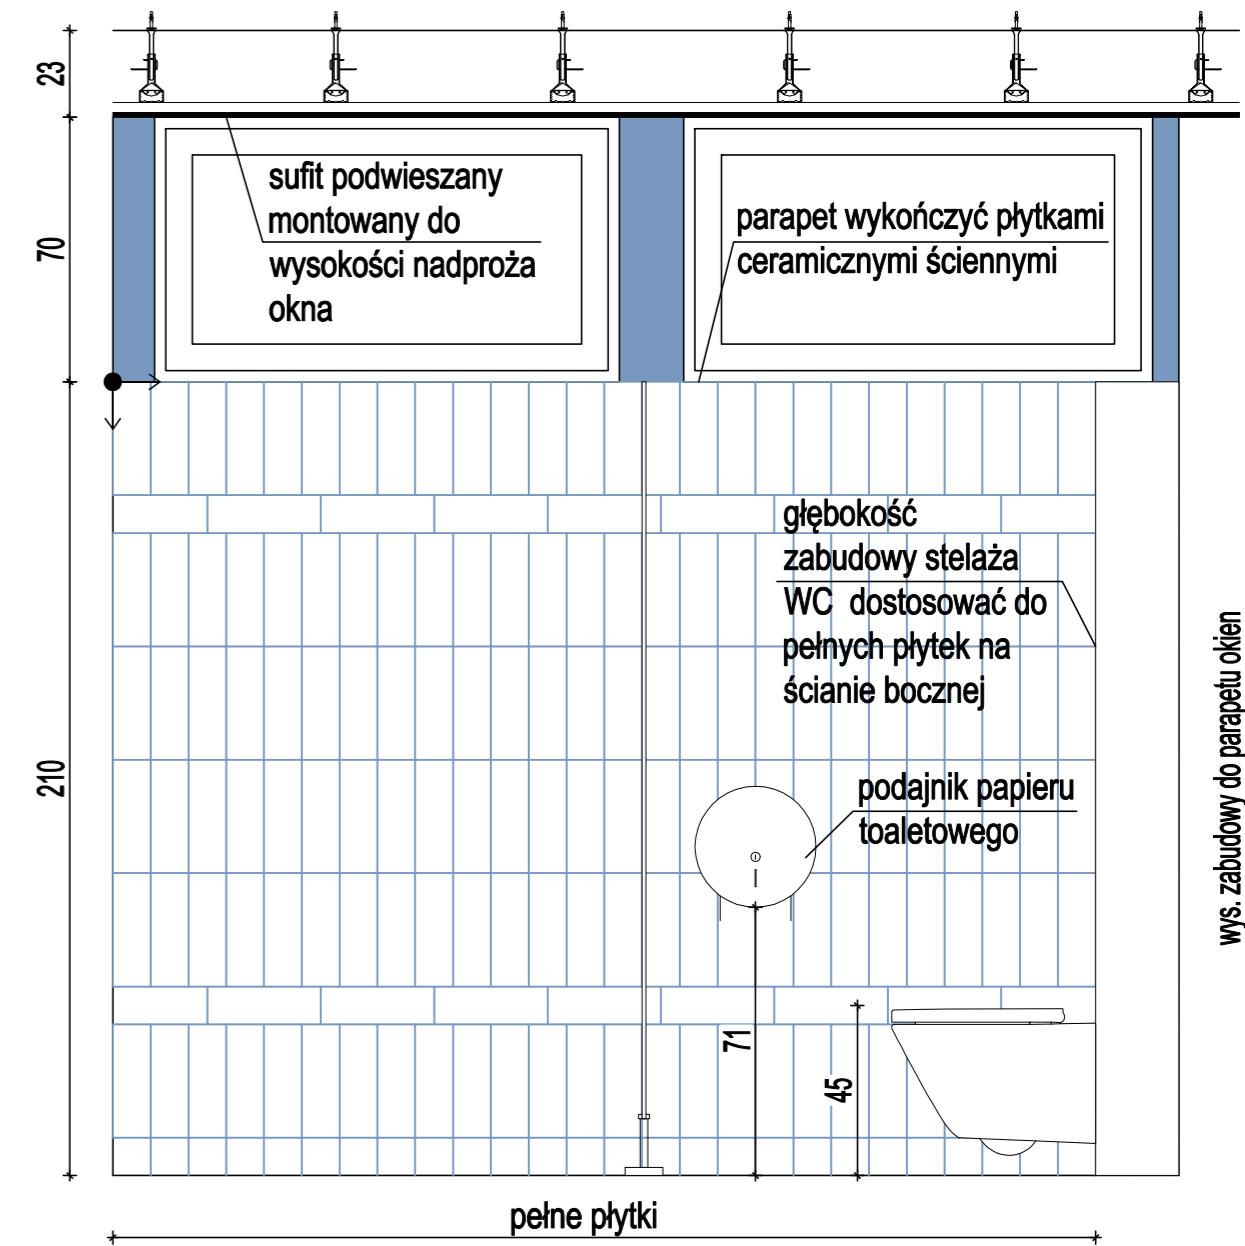 23
sufit podwieszany
montowany do
wysokości nadproża
okna
parapet wykończyć płytkami
ceramicznymi ściennymi
70
głębokość
zabudowy stelaża
WC dostosować do
pełnych płytek na
ścianie bocznej
wys. zabudowy do parapetu okien
210
podajnik papieru
toaletowego
71
45
pełne płytki